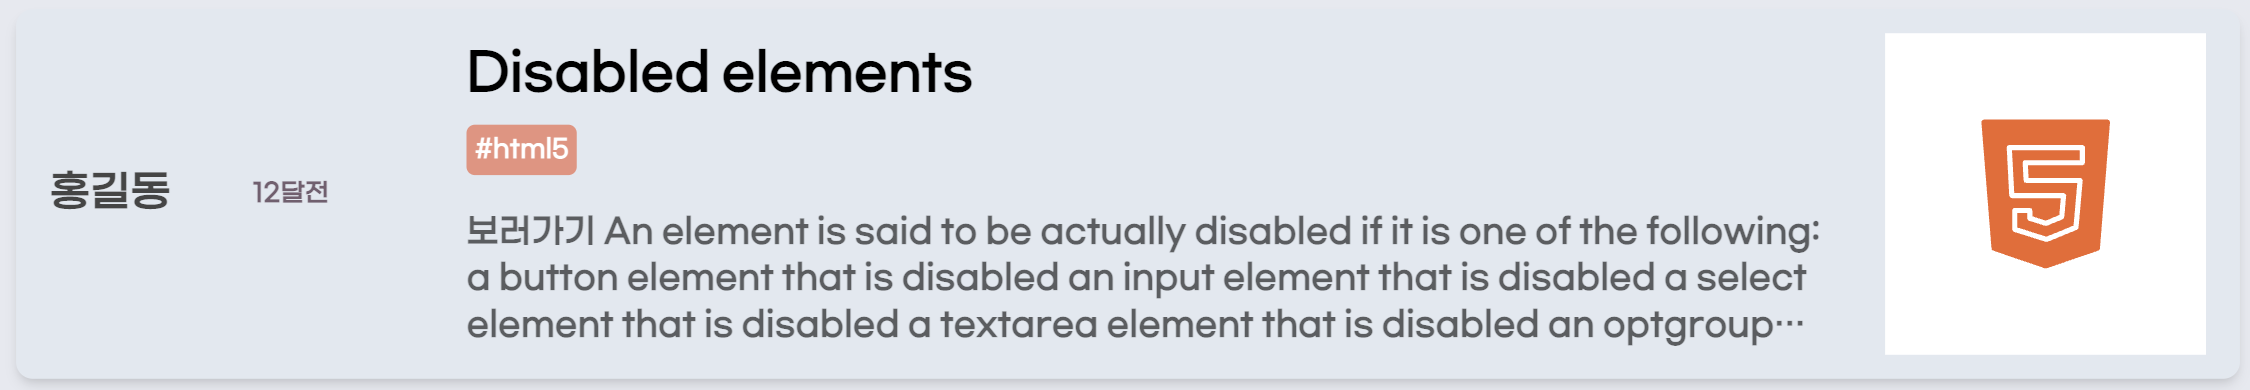 홍길동
12달전
Disabled elements
#html5
보러가기 An element is said to be actually disabled if it is one of the following:
a button element that is disabled an input element that is disabled a select
element that is disabled a textarea element that is disabled an optgroup…
5